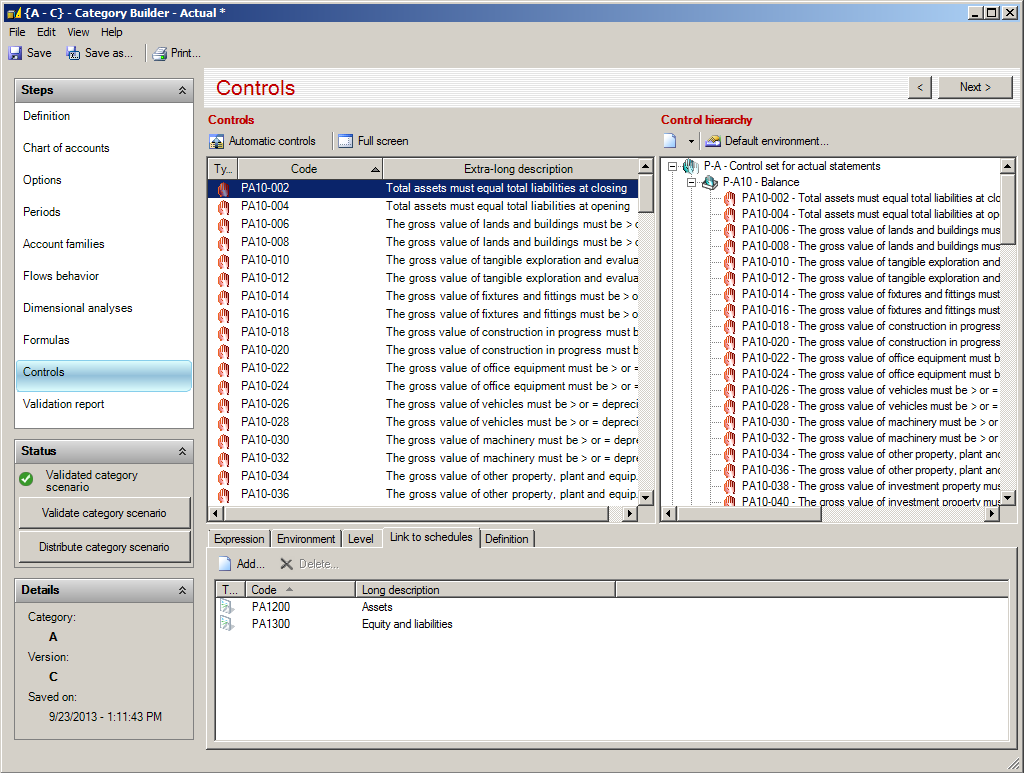 {A - C} - Category Builder - Actual *
File Edit View Help
Save Save as... Print...
Steps
Definition
Chart of accounts
Options
Periods
Account families
Flows behavior
Dimensional analyses
Formulas
Controls
Validation report
Status
Validated category
scenario
Validate category scenario
Distribute category scenario
Details
Category:
A
Version:
C
Saved on:
9/23/2013 - 1:11:43 PM
Controls
< Next >
Controls
Automatic controls Full screen
Ty... Code Extra-long description
PA10-002 Total assets must equal total liabilities at closing
PA10-004 Total assets must equal total liabilities at opening
PA10-006 The gross value of lands and buildings must be > o
PA10-008 The gross value of lands and buildings must be > o
PA10-010 The gross value of tangible exploration and evalua
PA10-012 The gross value of tangible exploration and evalua
PA10-014 The gross value of fixtures and fittings must be > o
PA10-016 The gross value of fixtures and fittings must be > o
PA10-018 The gross value of construction in progress must b
PA10-020 The gross value of construction in progress must b
PA10-022 The gross value of office equipment must be > or =
PA10-024 The gross value of office equipment must be > or =
PA10-026 The gross value of vehicles must be > or = depreci
PA10-028 The gross value of vehicles must be > or = depreci
PA10-030 The gross value of machinery must be > or = depre
PA10-032 The gross value of machinery must be > or = depre
PA10-034 The gross value of other property, plant and equip.
PA10-036 The gross value of other property, plant and equip.
Control hierarchy
Default environment...
P-A - Control set for actual statements
P-A10 - Balance
PA10-002 - Total assets must equal total liabilities at clo
PA10-004 - Total assets must equal total liabilities at op
PA10-006 - The gross value of lands and buildings mus
PA10-008 - The gross value of lands and buildings mus
PA10-010 - The gross value of tangible exploration and
PA10-012 - The gross value of tangible exploration and
PA10-014 - The gross value of fixtures and fittings must
PA10-016 - The gross value of fixtures and fittings must
PA10-018 - The gross value of construction in progress
PA10-020 - The gross value of construction in progress
PA10-022 - The gross value of office equipment must b
PA10-024 - The gross value of office equipment must b
PA10-026 - The gross value of vehicles must be > or =
PA10-028 - The gross value of vehicles must be > or =
PA10-030 - The gross value of machinery must be > or
PA10-032 - The gross value of machinery must be > or
PA10-034 - The gross value of other property, plant anc
PA10-036 - The gross value of other property, plant anc
PA10-038 - The gross value of investment property mus
PA10-040 - The gross value of investment property mus
Expression Environment Level Link to schedules Definition
Add... Delete...
T... Code Long description
PA1200 Assets
PA1300 Equity and liabilities